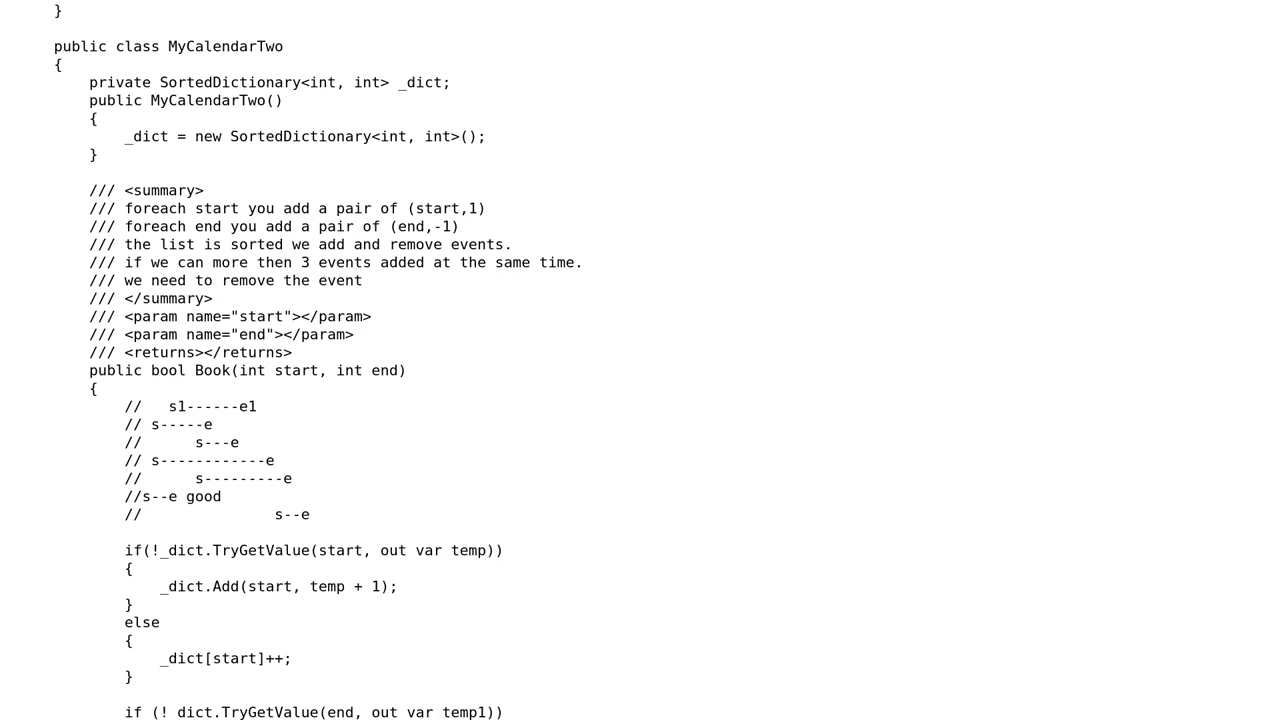 }

    public class MyCalendarTwo
    {
        private SortedDictionary<int, int> _dict;
        public MyCalendarTwo()
        {
            _dict = new SortedDictionary<int, int>();
        }

        /// <summary>
        /// foreach start you add a pair of (start,1)
        /// foreach end you add a pair of (end,-1)
        /// the list is sorted we add and remove events.
        /// if we can more then 3 events added at the same time.
        /// we need to remove the event
        /// </summary>
        /// <param name="start"></param>
        /// <param name="end"></param>
        /// <returns></returns>
        public bool Book(int start, int end)
        {
            //   s1------e1
            // s-----e
            //      s---e
            // s------------e
            //      s---------e
            //s--e good
            //               s--e

            if(!_dict.TryGetValue(start, out var temp))
            {
                _dict.Add(start, temp + 1);
            }
            else
            {
                _dict[start]++;
            }

            if (! dict.TryGetValue(end, out var temp1))